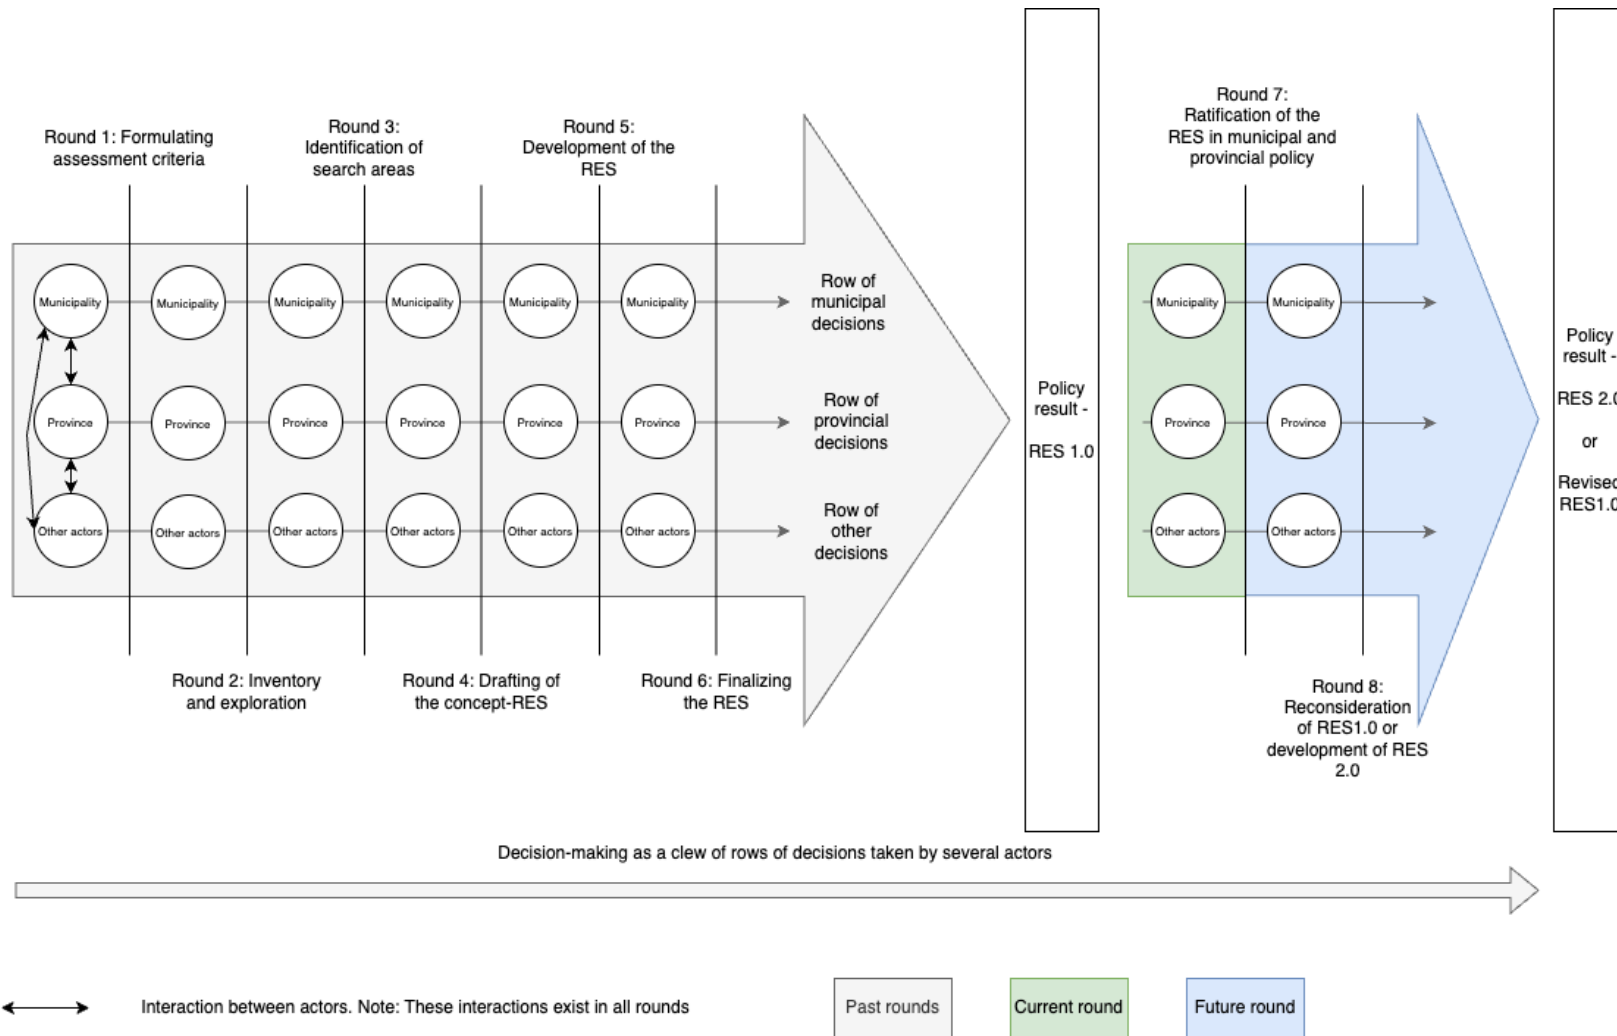 Round 1: Formulating
assessment criteria
Round 3:
Identification of
search areas
Round 5:
Development of the
RES
Round 7:
Ratification of the
RES in municipal and
provincial policy
Municipality
Municipality
Municipality
Municipality
Municipality
Municipality
Row of
municipal
decisions
Municipality
Municipality
Province
Province
Province
Province
Province
Province
Row of
provincial
decisions
Province
Province
Other actors
Other actors
Other actors
Other actors
Other actors
Other actors
Row of
other
decisions
Other actors
Other actors
Policy
result -
RES 1.0
Policy
result -
RES 2.0
or
Revised
RES1.0
Round 2: Inventory
and exploration
Round 4: Drafting of
the concept-RES
Round 6: Finalizing
the RES
Round 8:
Reconsideration
of RES1.0 or
development of RES
2.0
Decision-making as a clew of rows of decisions taken by several actors
Interaction between actors. Note: These interactions exist in all rounds
Past rounds
Current round
Future round